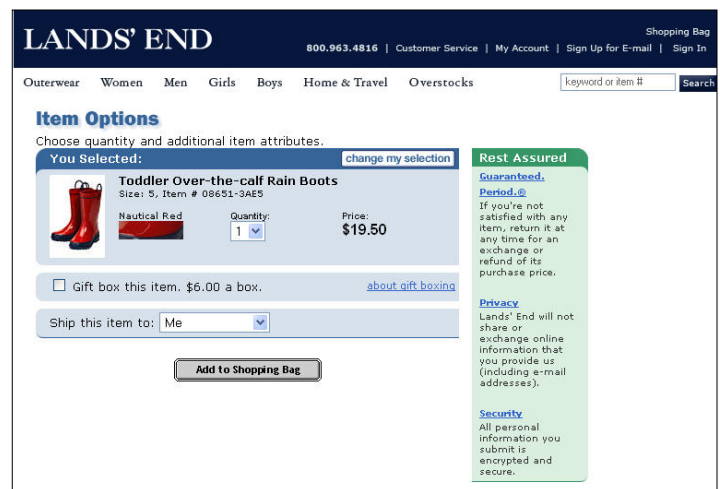 LANDS' END
Shopping Bag
800.963.4816 | Customer Service | My Account | Sign Up for E-mail | Sign In
Outerwear Women Men Girls Boys Home & Travel Overstocks
keyword or item # Search
Item Options
Choose quantity and additional item attributes.
You Selected: change my selection
Toddler Over-the-calf Rain Boots
Size: 5, Item # 08651-3AE5
Nautical Red Quantity: Price:
1 $19.50
Gift box this item. $6.00 a box. about gift boxing
Ship this item to: Me
Add to Shopping Bag
Rest Assured
Guaranteed.
Period.®
If you're not
satisfied with any
item, return it at
any time for an
exchange or
refund of its
purchase price.
Privacy
Lands' End will not
share or
exchange online
information that
you provide us
(including e-mail
addresses).
Security
All personal
information you
submit is
encrypted and
secure.